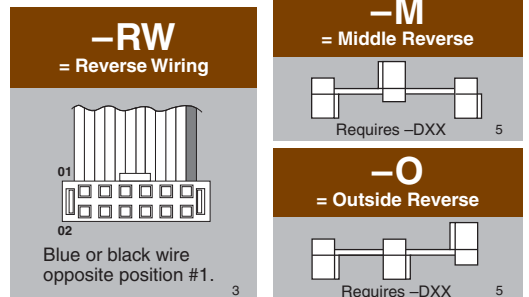 –RW
= Reverse Wiring
01
02
Blue or black wire
opposite position #1.
3
–M
= Middle Reverse
Requires –DXX
5
–O
= Outside Reverse
Requires –DXX
5